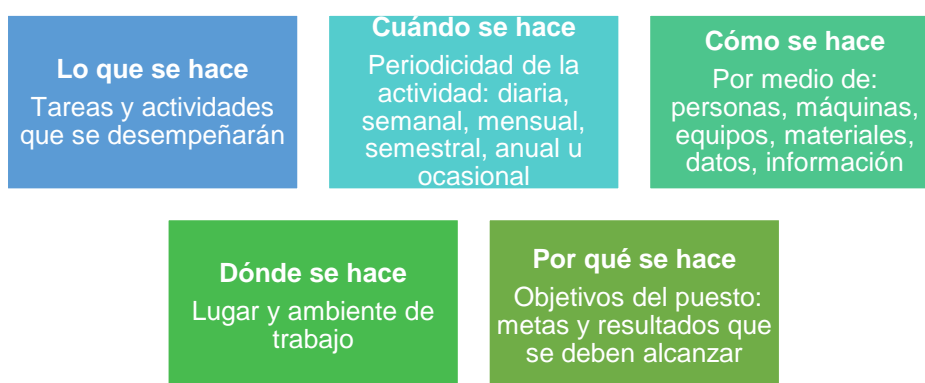 Lo que se hace
Tareas y actividades
que se desempeñarán
Cuándo se hace
Periodicidad de la
actividad: diaria,
semanal, mensual,
semestral, anual u
ocasional
Cómo se hace
Por medio de:
personas, máquinas,
equipos, materiales,
datos, información
Dónde se hace
Lugar y ambiente de
trabajo
Por qué se hace
Objetivos del puesto:
metas y resultados que
se deben alcanzar